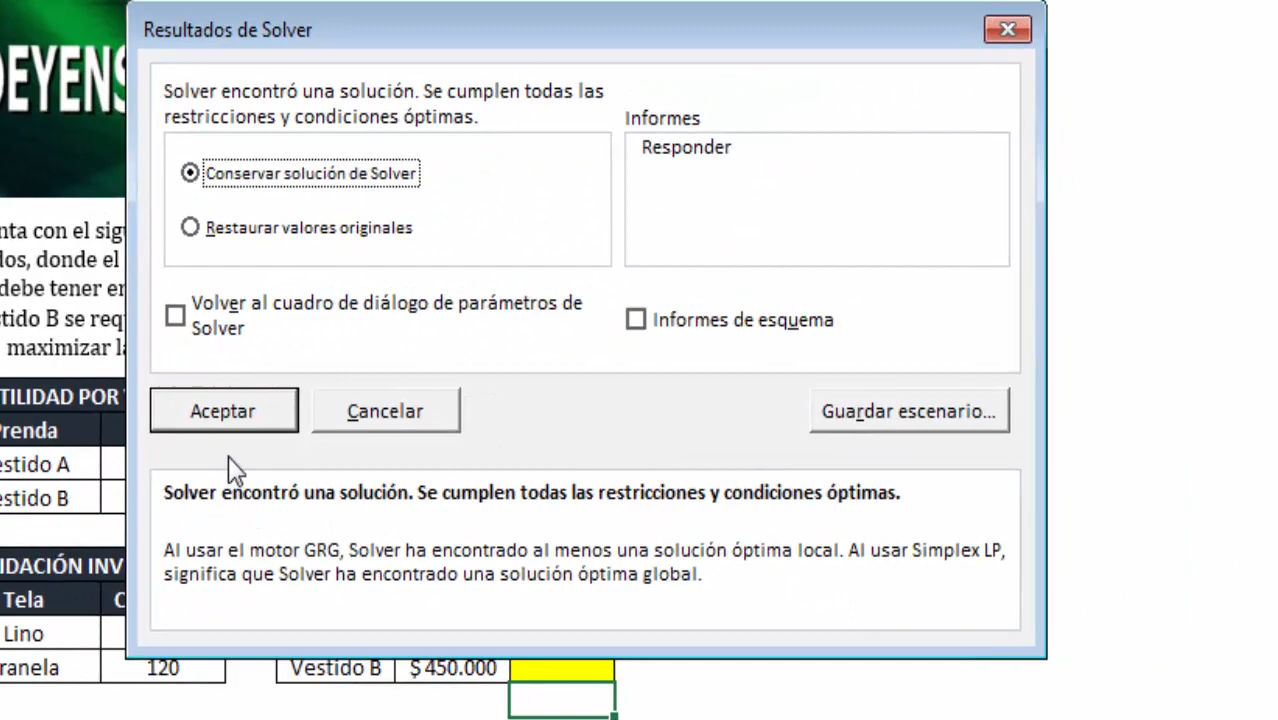 Resultados de Solver
Solver encontró una solución. Se cumplen todas las
restricciones y condiciones óptimas.
Conservar solución de Solver
Restaurar valores originales
Informes
Responder
Volver al cuadro de diálogo de parámetros de
Solver
Informes de esquema
Aceptar
Cancelar
Guardar escenario...
Solver encontró una solución. Se cumplen todas las restricciones y condiciones óptimas.
Al usar el motor GRG, Solver ha encontrado al menos una solución óptima local. Al usar Simplex LP,
significa que Solver ha encontrado una solución óptima global.
DEYENS
nta con el sigu
dos, donde el
debe tener en
stido B se requ
maximizar la
TILIDAD POR
Prenda
estido A
estido B
IDACIÓN INV
Tela
C
Lino
ranela
120
Vestido B
$ 450.000